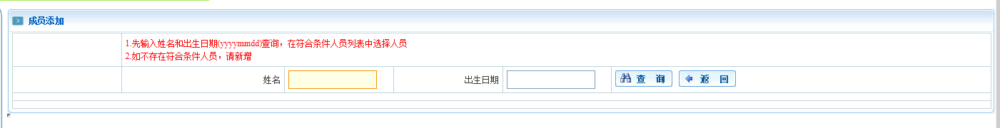 成员添加
1.先输入姓名和出生日期(yyyymmdd)查询，在符合条件人员列表中选择人员
2.如不存在符合条件人员，请新增
姓名 出生日期 查 询 返 回